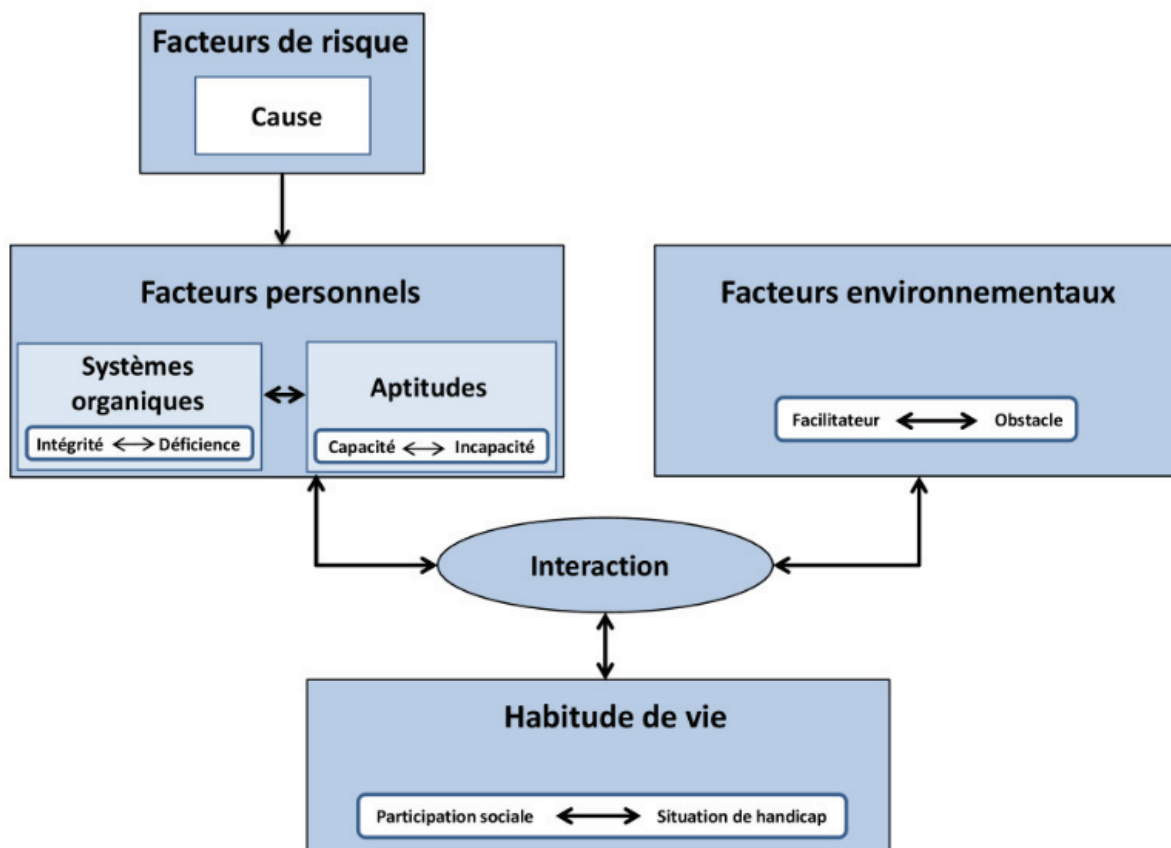 Facteurs de risque
Cause
Facteurs personnels
Systèmes
organiques
Intégrité Déficience
Aptitudes
Capacité Incapacité
Facteurs environnementaux
Facilitateur Obstacle
Interaction
Habitude de vie
Participation sociale Situation de handicap